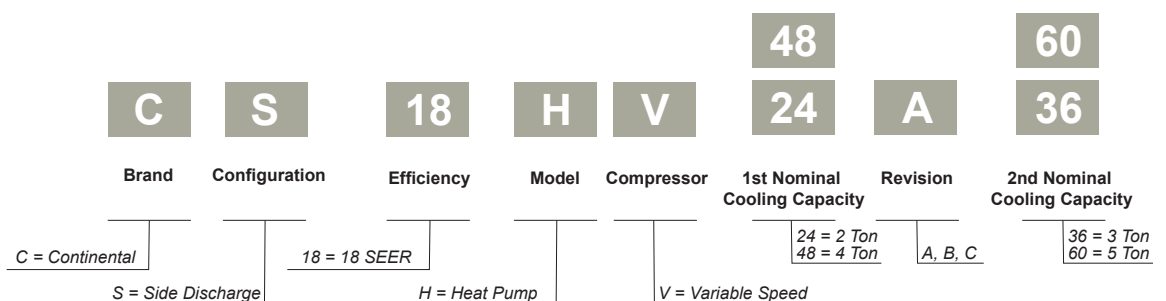 48 60
C S 18 H V 24 A 36
Brand Configuration Efficiency Model Compressor 1st Nominal Revision 2nd Nominal
Cooling Capacity Cooling Capacity
24 = 2 Ton 36 = 3 Ton
C = Continental 18 = 18 SEER 48 = 4 Ton A, B, C 60 = 5 Ton
S = Side Discharge H = Heat Pump V = Variable Speed